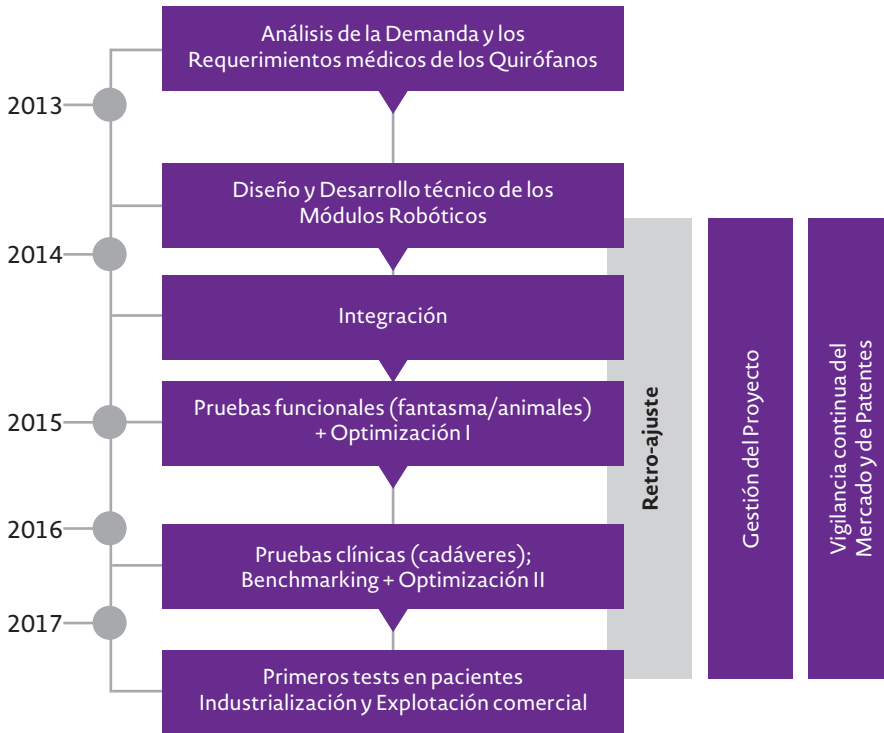 Análisis de la Demanda y los
Requerimientos médicos de los Quirófanos
2013
Diseño y Desarrollo técnico de los
Módulos Robóticos
2014
Integración
Pruebas funcionales (fantasma/animales)
+ Optimización I
2015
2016
Pruebas clínicas (cadáveres);
Benchmarking + Optimización II
2017
Primeros tests en pacientes
Industrialización y Explotación comercial
Retro-ajuste
Gestión del Proyecto
Vigilancia continua del
Mercado y de Patentes